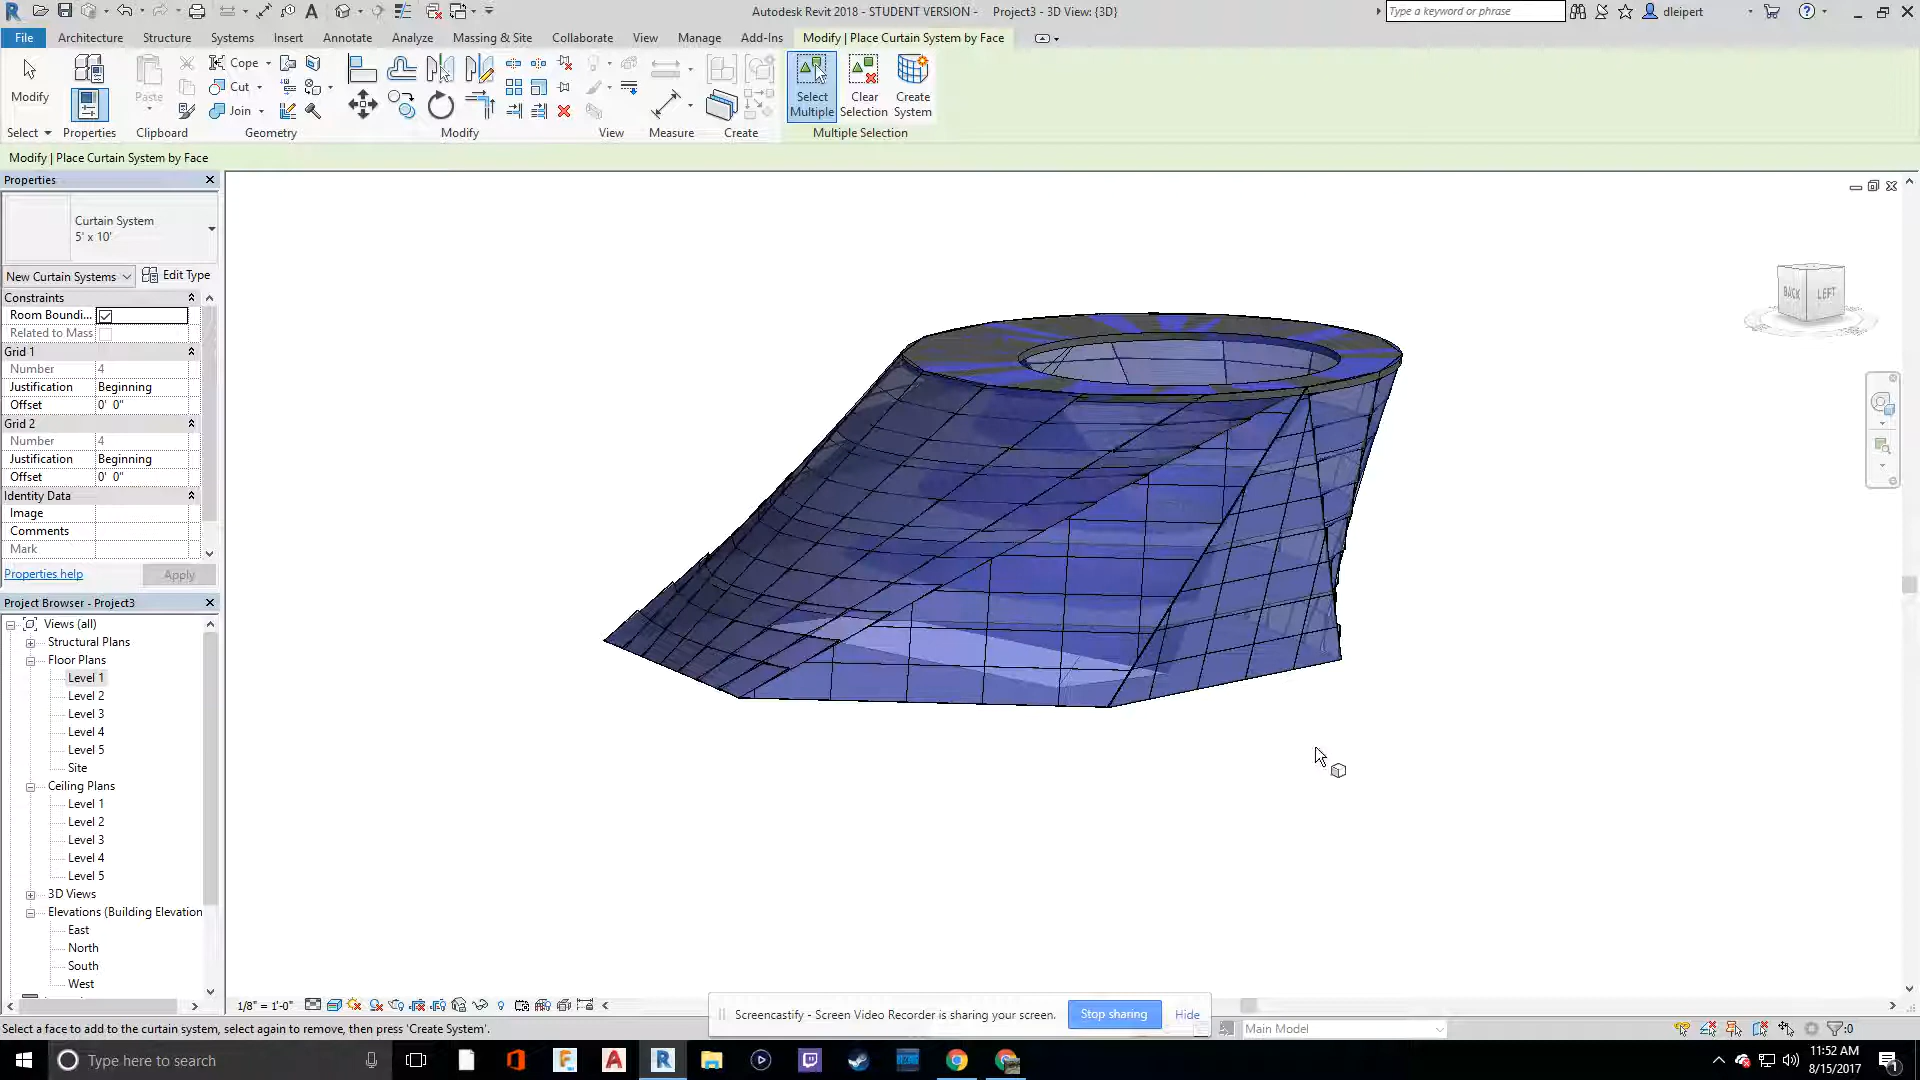 Autodesk Revit 2018 - STUDENT VERSION - Project3 - 3D View: {3D}
Type a keyword or phrase
dleipert
File Architecture Structure Systems Insert Annotate Analyze Massing & Site Collaborate View Manage Add-Ins Modify | Place Curtain System by Face
Modify
Paste
Cope
Cut
Join
Select Multiple
Clear Selection
Create System
Select Properties Clipboard Geometry Modify View Measure Create Multiple Selection
Modify | Place Curtain System by Face
Properties
Curtain System
5' x 10'
New Curtain Systems
Edit Type
Constraints
Room Boundi...
Related to Mass
Grid 1
Number 4
Justification Beginning
Offset 0' 0"
Grid 2
Number 4
Justification Beginning
Offset 0' 0"
Identity Data
Image
Comments
Mark
Properties help
Apply
Project Browser - Project3
Views (all)
Structural Plans
Floor Plans
Level 1
Level 2
Level 3
Level 4
Level 5
Site
Ceiling Plans
Level 1
Level 2
Level 3
Level 4
Level 5
3D Views
Elevations (Building Elevation
East
North
South
West
BACK LEFT
1/8" = 1'-0"
Screencastify - Screen Video Recorder is sharing your screen.
Stop sharing
Hide
Select a face to add to the curtain system, select again to remove, then press 'Create System'.
Main Model
:0
Type here to search
11:52 AM
8/15/2017
1